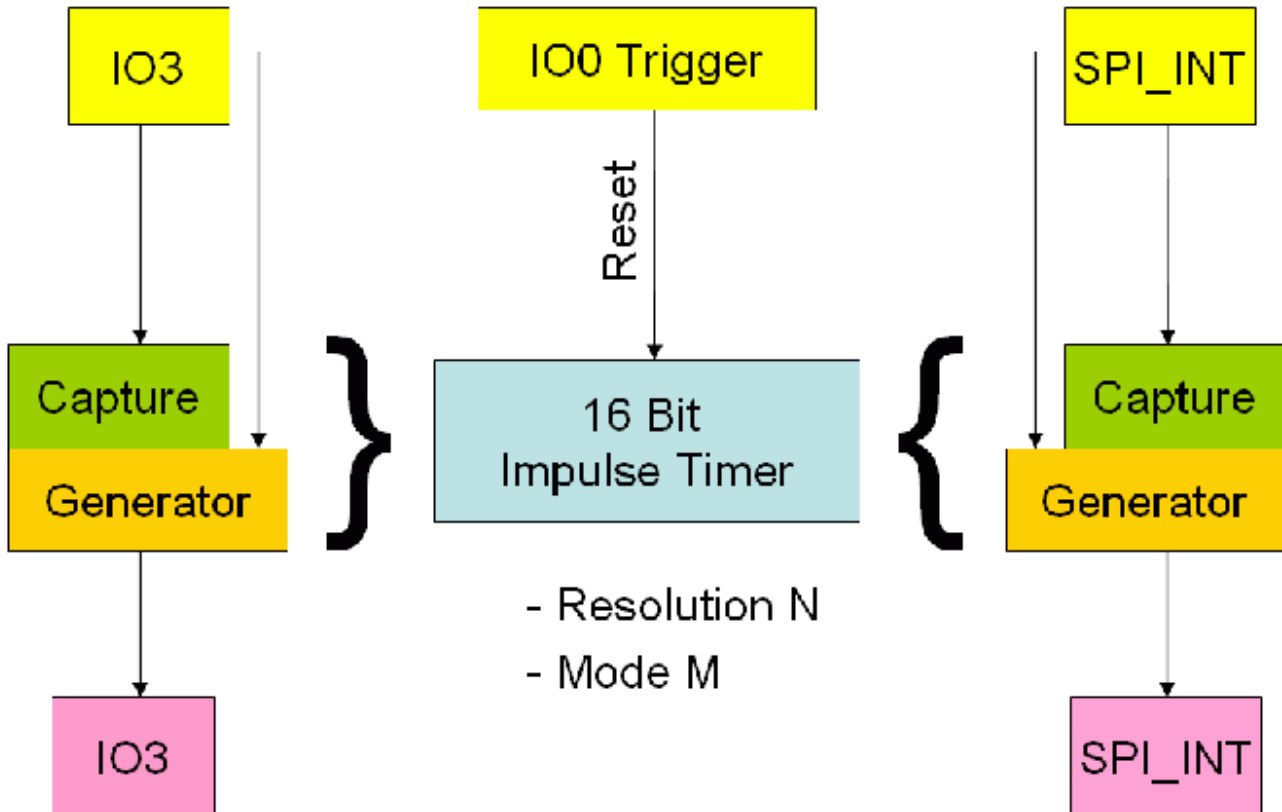 IO3
IO0 Trigger
SPI_INT
Reset
Capture
Generator
16 Bit
Impulse Timer
Capture
Generator
- Resolution N
- Mode M
IO3
SPI_INT